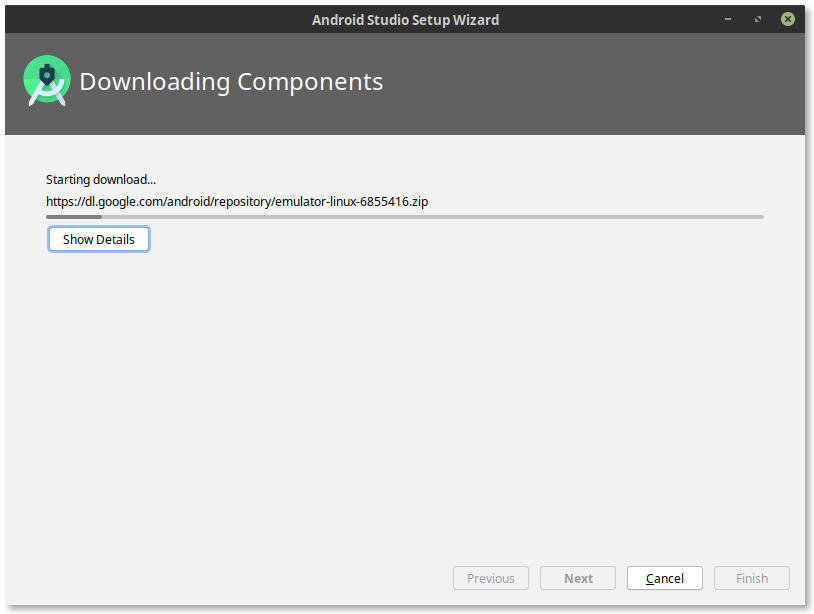 Android Studio Setup Wizard
Downloading Components
Starting download...
https://dl.google.com/android/repository/emulator-linux-6855416.zip
Show Details
Previous Next Cancel Finish